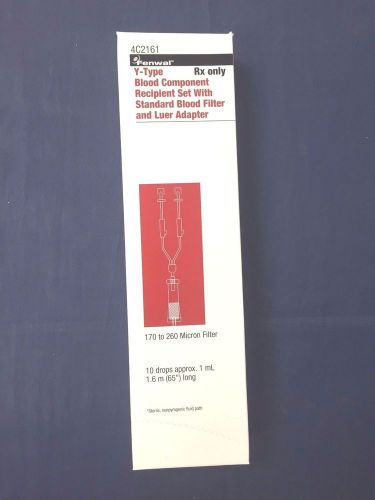 4C2161
Fenwal™
Y-Type Rx only
Blood Component
Recipient Set With
Standard Blood Filter
and Luer Adapter
170 to 260 Micron Filter
10 drops approx. 1 mL
1.6 m (65") long
*Sterile, nonpyrogenic fluid path